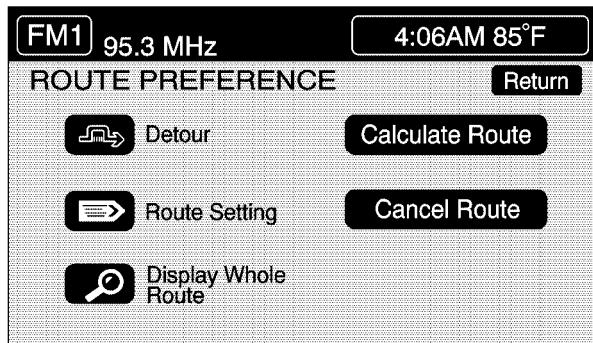 FM1 95.3 MHz 4:06AM 85°F
ROUTE PREFERENCE Return
Detour Calculate Route
Route Setting Cancel Route
Display Whole
Route